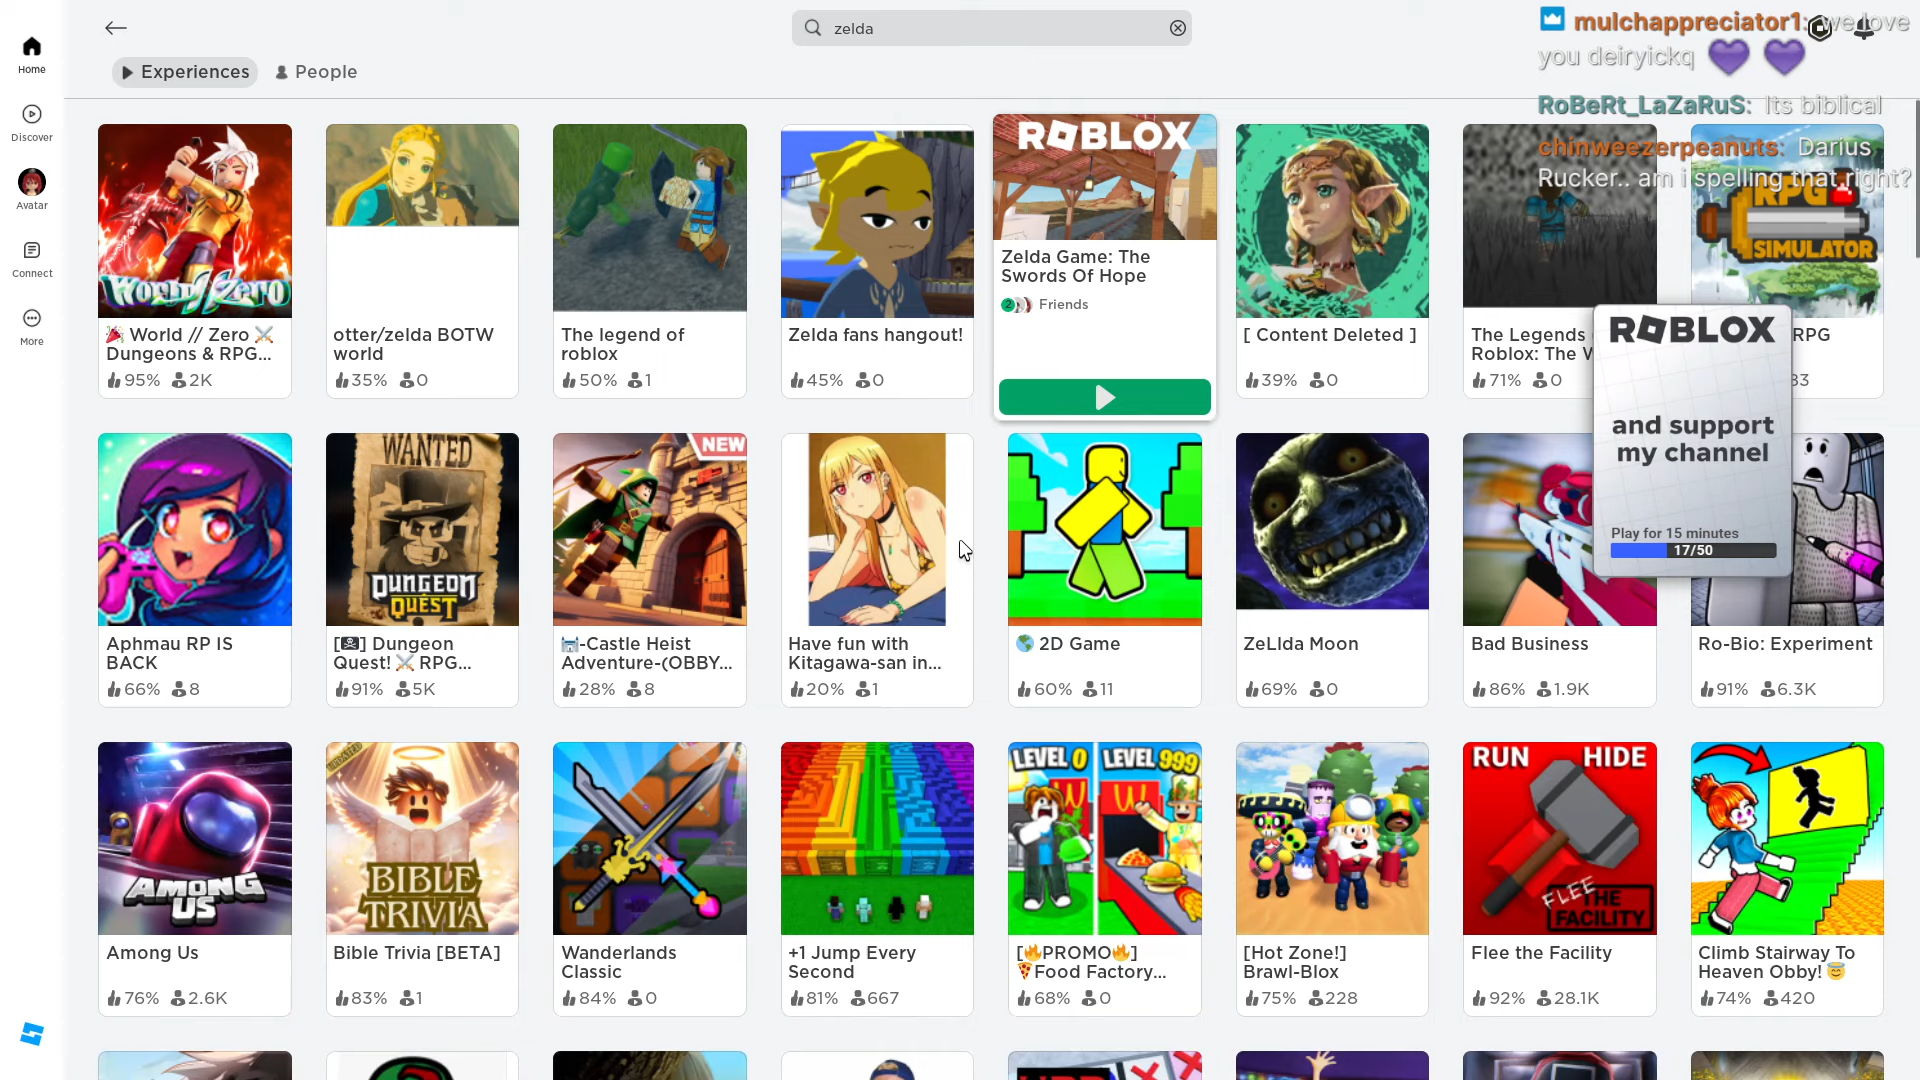 zelda
mulchappreciator1: we love
you deiryickq
RoBeRt_LaZaRuS: Its biblical
chinweezerpeanuts: Darius
Rucker.. am i spelling that right?
Home
Discover
Avatar
Connect
More
Experiences
People
World//Zero
World // Zero
Dungeons & RPG...
95% 2K
otter/zelda BOTW
world
35% 0
The legend of
roblox
50% 1
Zelda fans hangout!
45% 0
ROBLOX
Zelda Game: The
Swords Of Hope
2 Friends
[ Content Deleted ]
39% 0
The Legends
Roblox: The W
71% 0
RPG
SIMULATOR
RPG
83
ROBLOX
and support
my channel
Play for 15 minutes
17/50
Aphmau RP IS
BACK
66% 8
WANTED
DUNGEON
QUEST
[] Dungeon
Quest! RPG...
91% 5K
NEW
-Castle Heist
Adventure-(OBBY...
28% 8
Have fun with
Kitagawa-san in...
20% 1
2D Game
60% 11
ZeLlda Moon
69% 0
Bad Business
86% 1.9K
Ro-Bio: Experiment
91% 6.3K
AMONG
US
Among Us
76% 2.6K
UPDATED
BIBLE
TRIVIA
Bible Trivia [BETA]
83% 1
Wanderlands
Classic
84% 0
+1 Jump Every
Second
81% 667
LEVEL 0 LEVEL 999
[🔥PROMO🔥]
🍕Food Factory...
68% 0
[Hot Zone!]
Brawl-Blox
75% 228
RUN HIDE
FLEE THE
FACILITY
Flee the Facility
92% 28.1K
Climb Stairway To
Heaven Obby! 😇
74% 420